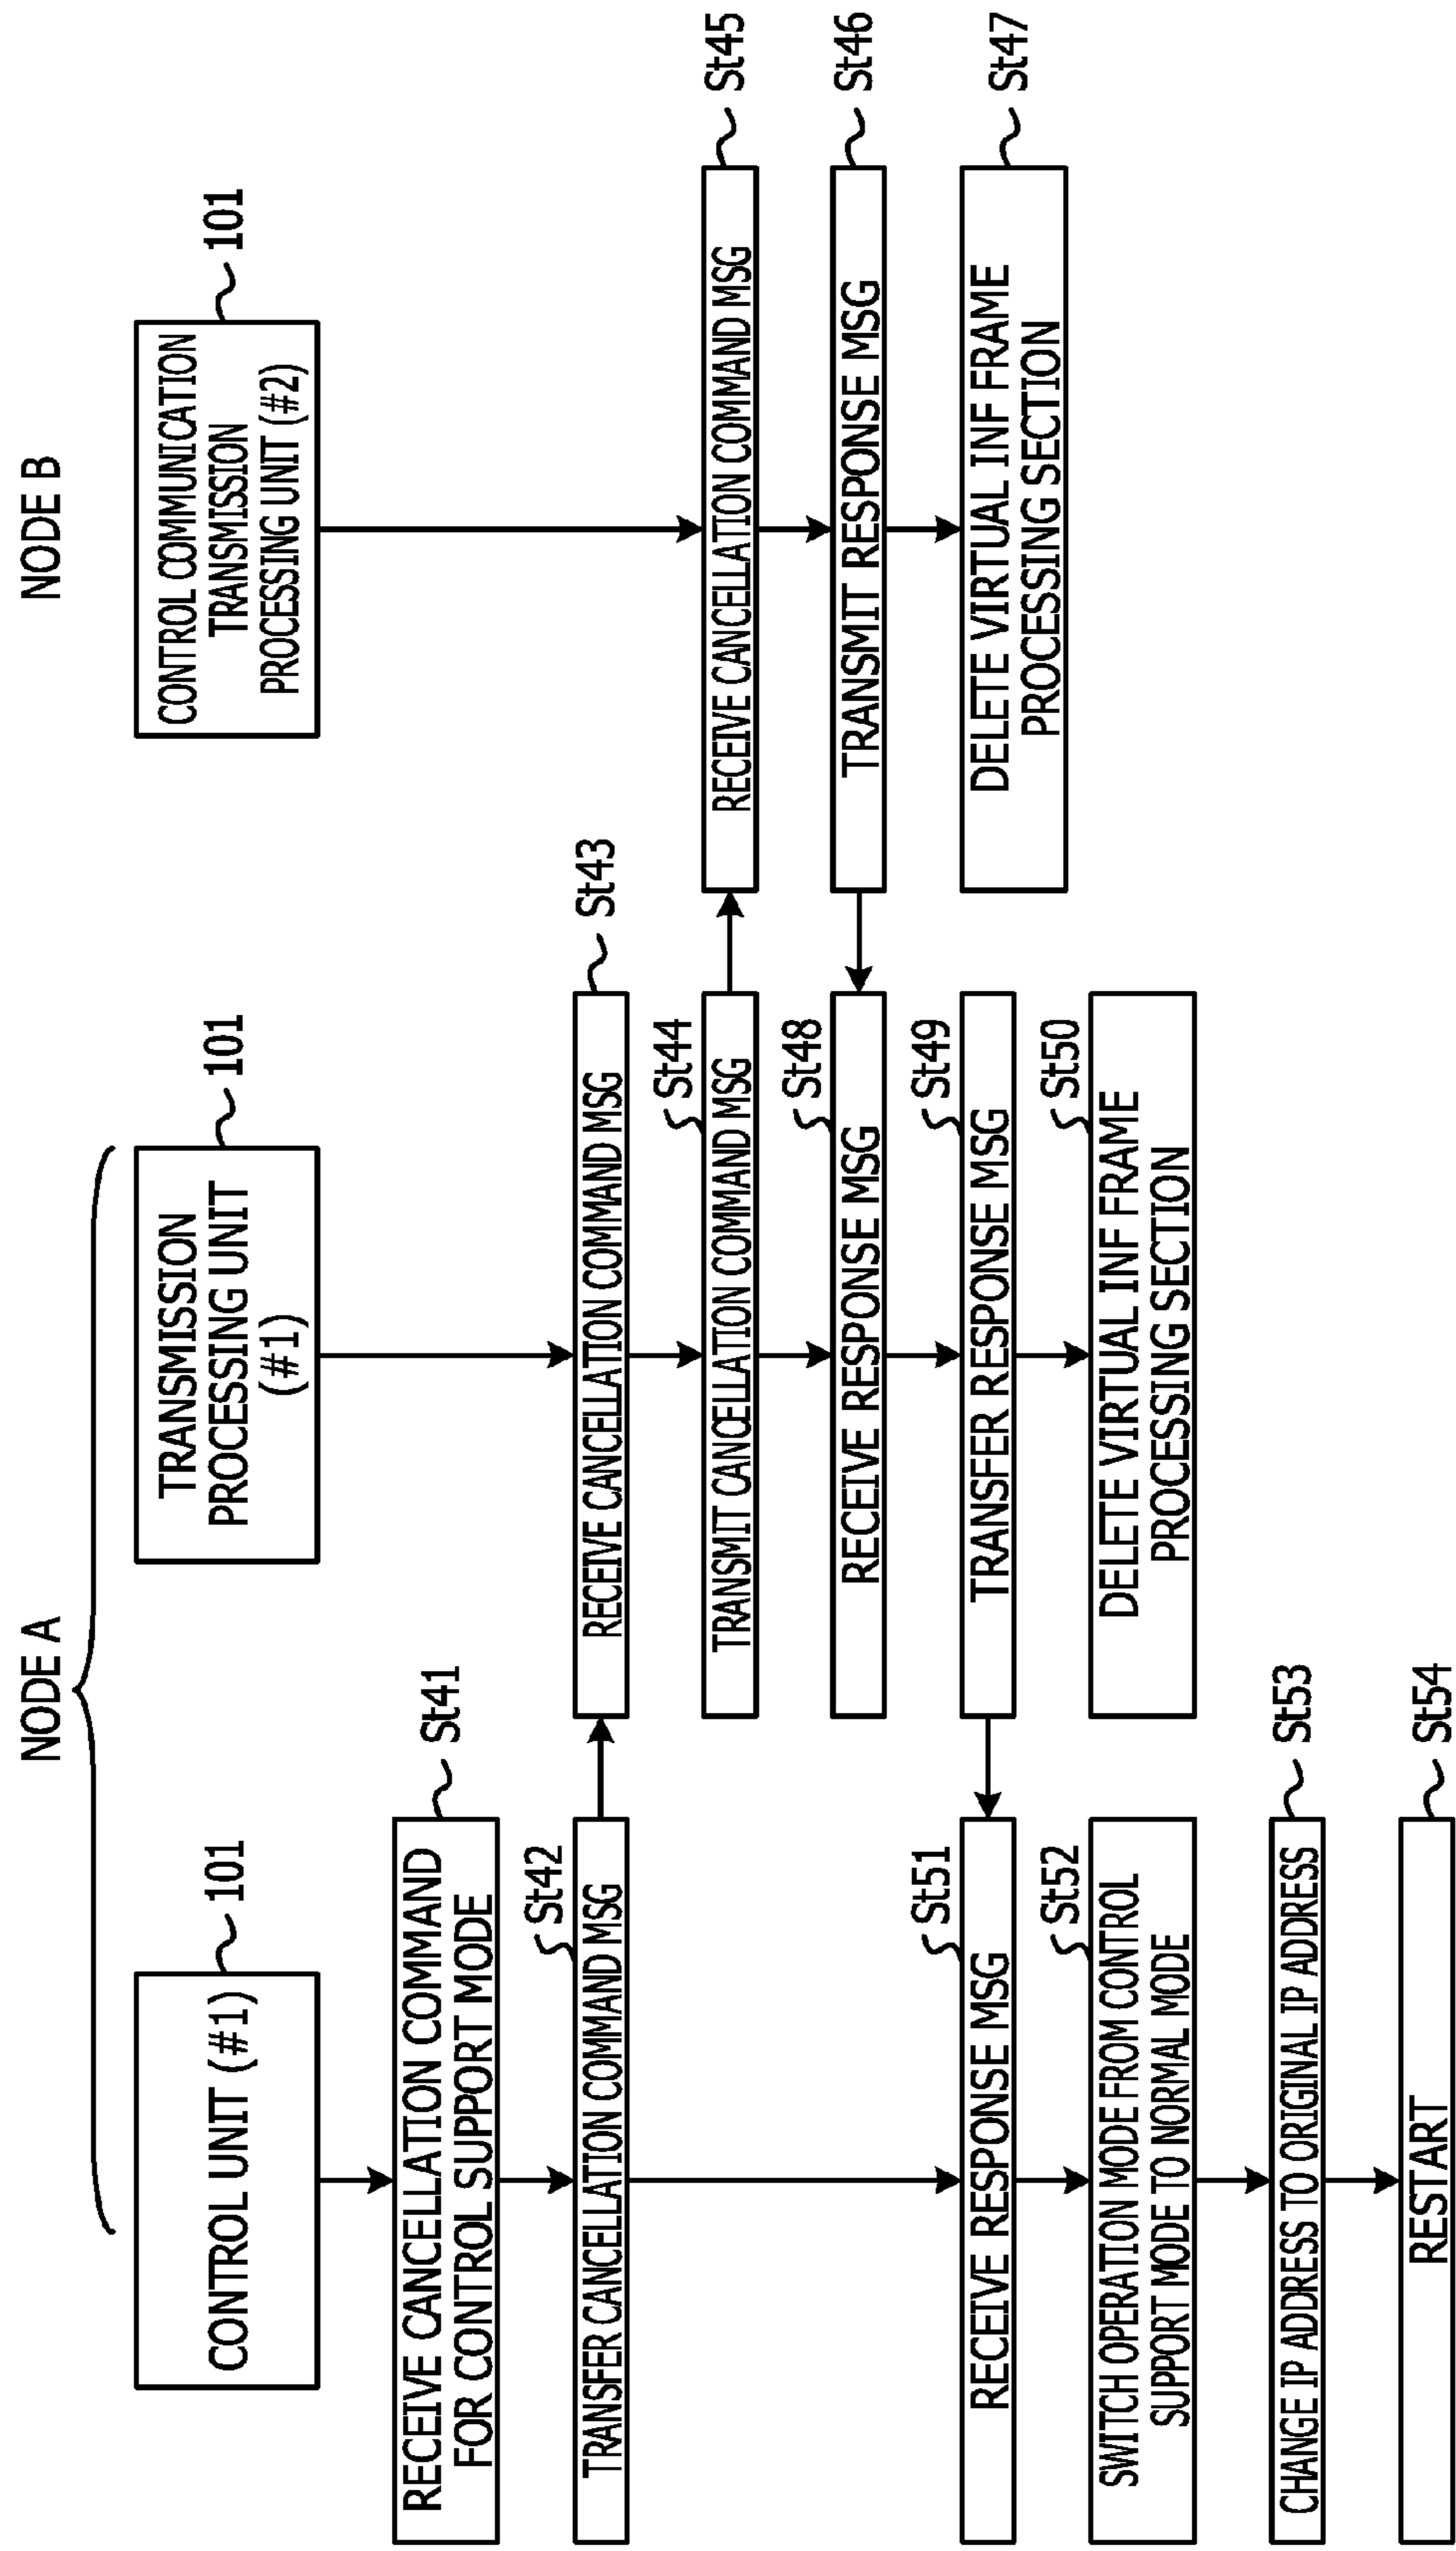 NODE A
NODE B
CONTROL UNIT (#1)
101
TRANSMISSION
PROCESSING UNIT
(#1)
101
CONTROL COMMUNICATION
TRANSMISSION
PROCESSING UNIT (#2)
101
RECEIVE CANCELLATION COMMAND
FOR CONTROL SUPPORT MODE
St41
St42
TRANSFER CANCELLATION COMMAND MSG
RECEIVE CANCELLATION COMMAND MSG
St43
St44
TRANSMIT CANCELLATION COMMAND MSG
RECEIVE CANCELLATION COMMAND MSG
St45
St48
RECEIVE RESPONSE MSG
TRANSMIT RESPONSE MSG
St46
St51
RECEIVE RESPONSE MSG
St49
TRANSFER RESPONSE MSG
DELETE VIRTUAL INF FRAME
PROCESSING SECTION
St47
St52
SWITCH OPERATION MODE FROM CONTROL
SUPPORT MODE TO NORMAL MODE
St50
DELETE VIRTUAL INF FRAME
PROCESSING SECTION
CHANGE IP ADDRESS TO ORIGINAL IP ADDRESS
St53
RESTART
St54